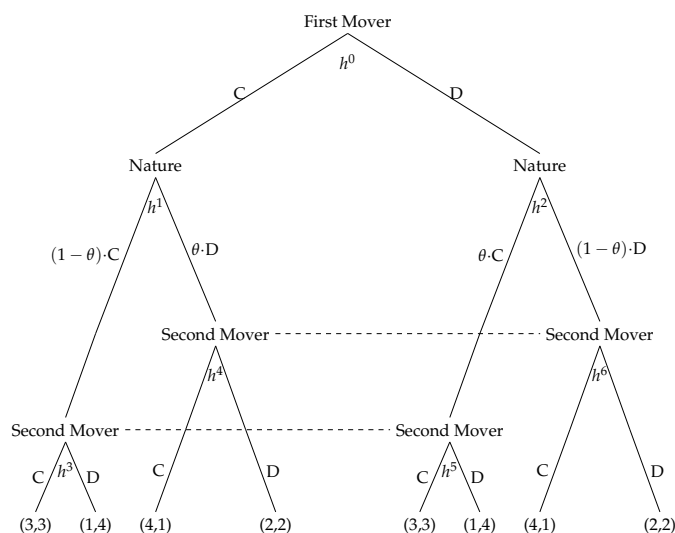 First Mover
h⁰
C D
Nature Nature
h¹ h²
(1 − θ)·C θ·D θ·C (1 − θ)·D
Second Mover Second Mover
h⁴ h⁶
Second Mover Second Mover
C h³ D C D C h⁵ D C D
(3,3) (1,4) (4,1) (2,2) (3,3) (1,4) (4,1) (2,2)